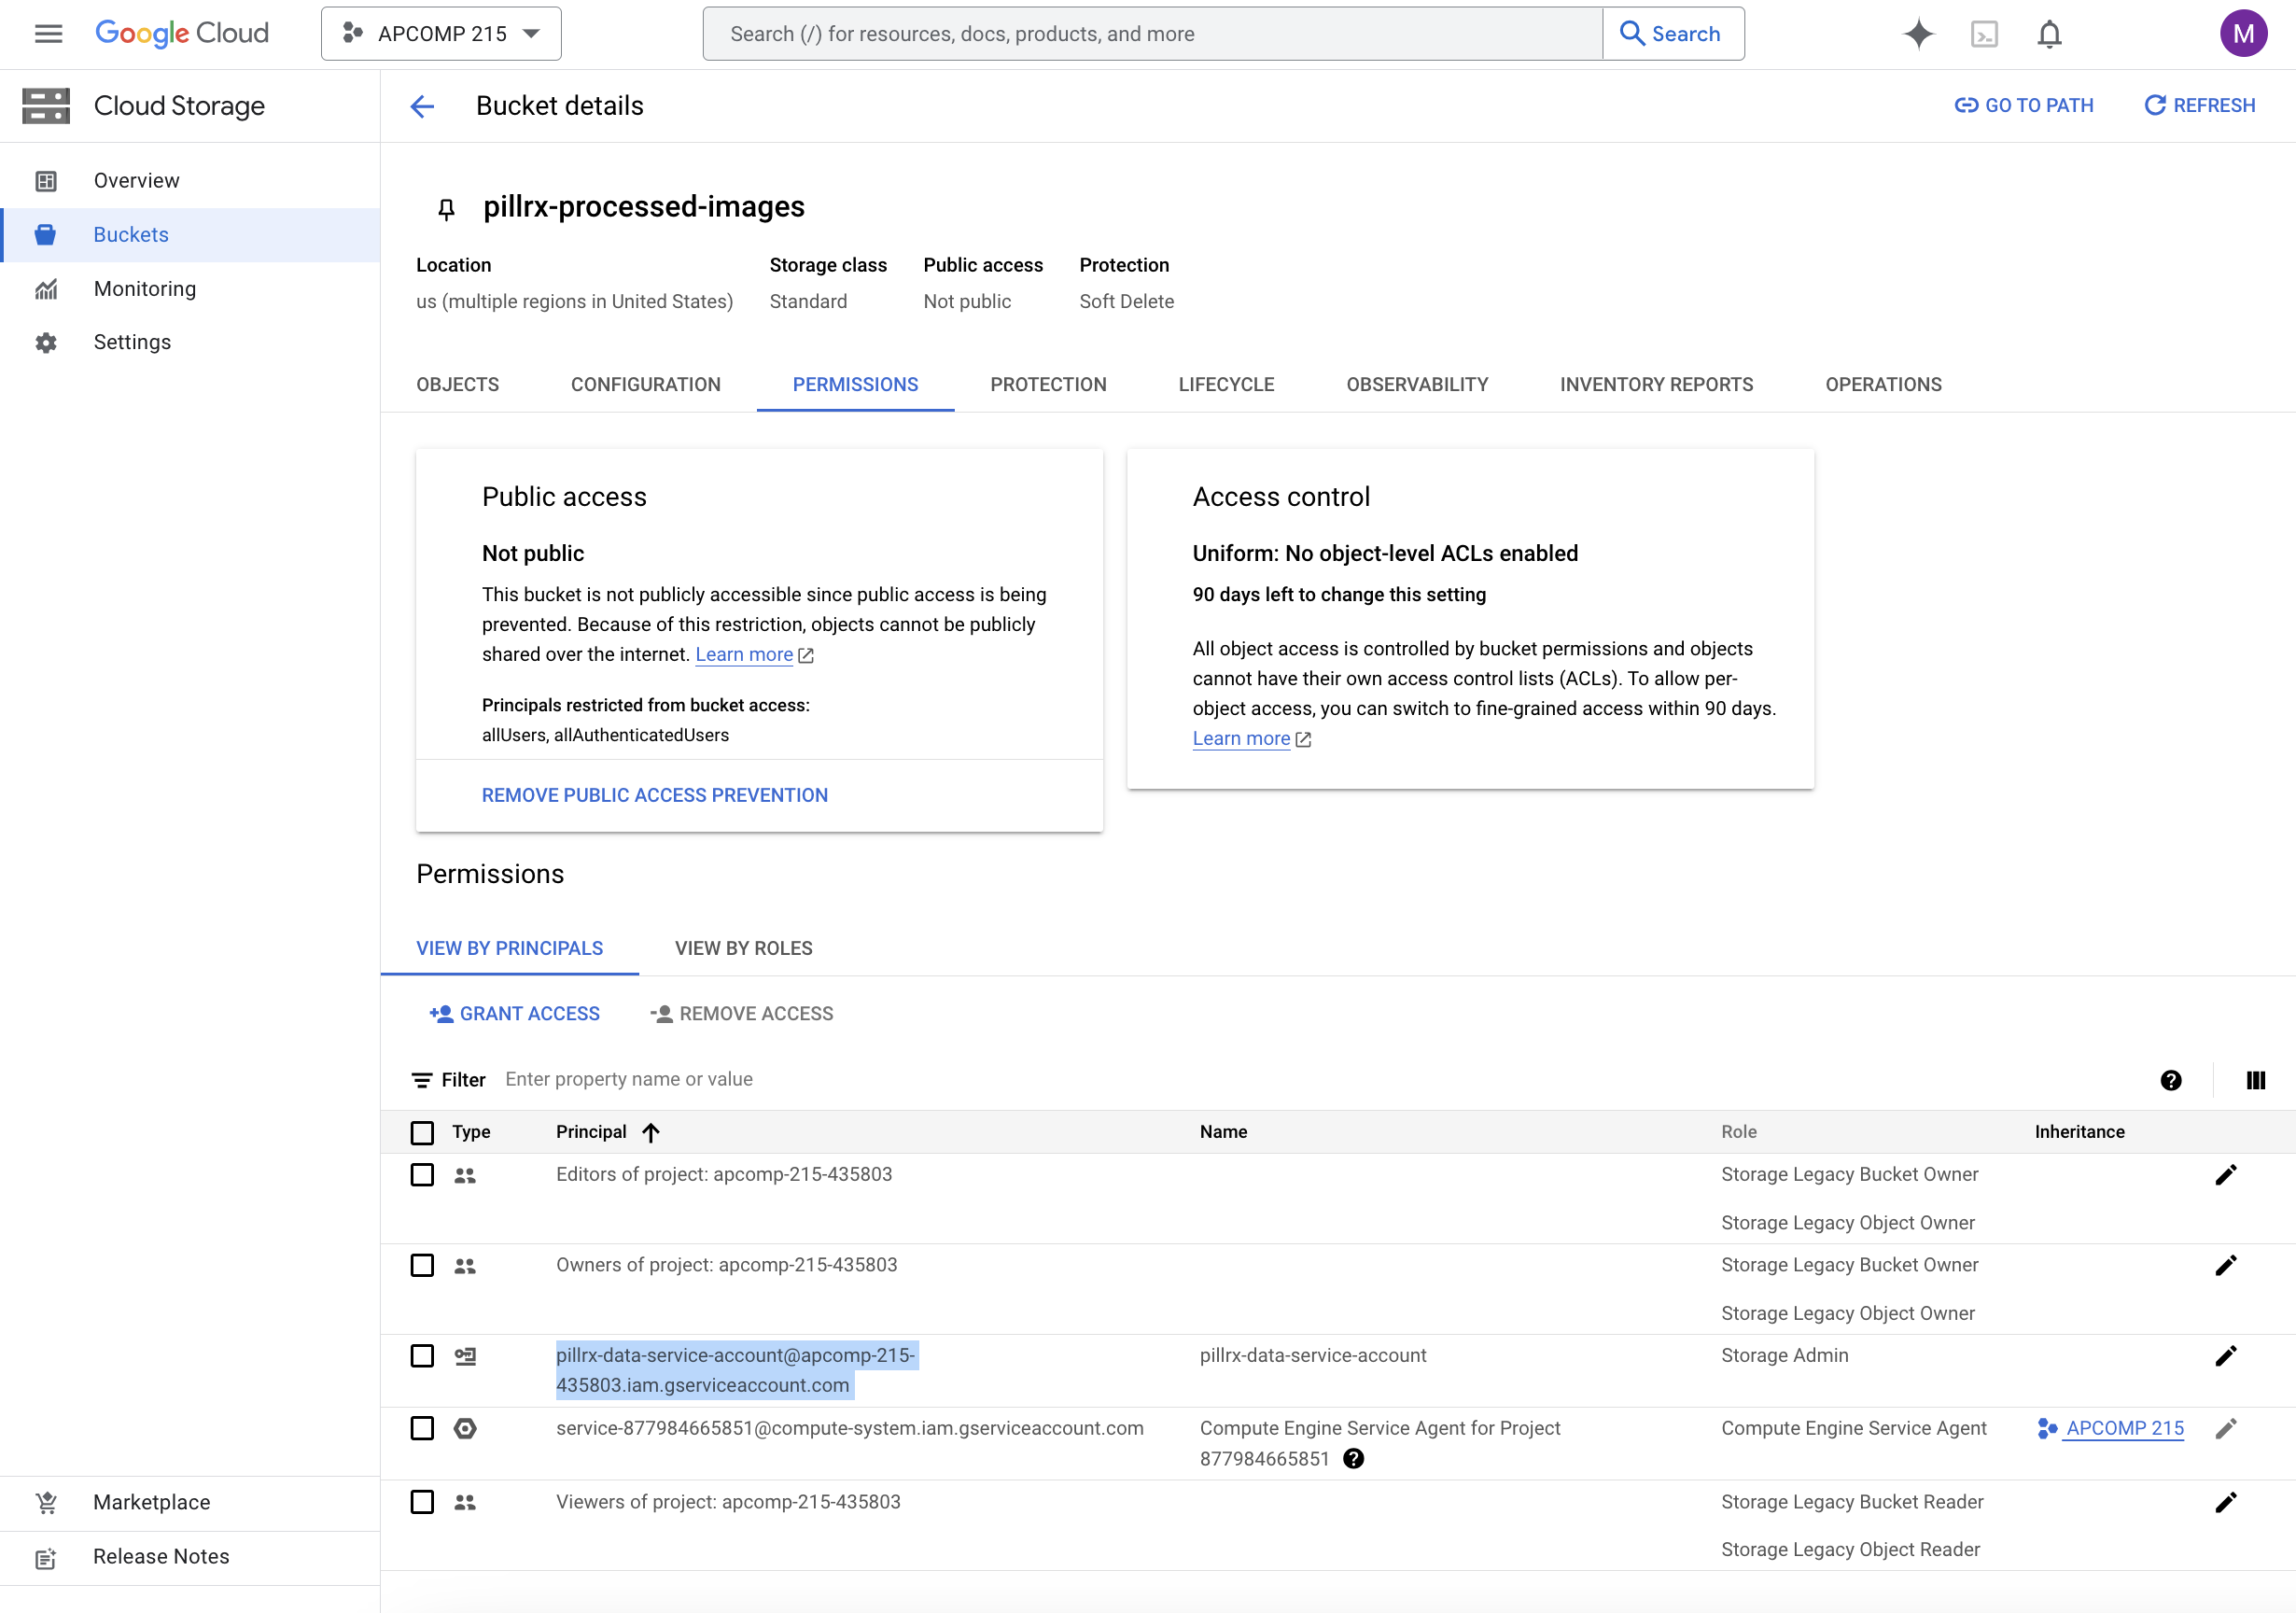 Google Cloud
APCOMP 215
Search (/) for resources, docs, products, and more
Search
M
Cloud Storage
Bucket details
GO TO PATH
REFRESH
Overview
Buckets
Monitoring
Settings
pillrx-processed-images
Location Storage class Public access Protection
us (multiple regions in United States) Standard Not public Soft Delete
OBJECTS CONFIGURATION PERMISSIONS PROTECTION LIFECYCLE OBSERVABILITY INVENTORY REPORTS OPERATIONS
Public access
Not public
This bucket is not publicly accessible since public access is being
prevented. Because of this restriction, objects cannot be publicly
shared over the internet. Learn more
Principals restricted from bucket access:
allUsers, allAuthenticatedUsers
REMOVE PUBLIC ACCESS PREVENTION
Access control
Uniform: No object-level ACLs enabled
90 days left to change this setting
All object access is controlled by bucket permissions and objects
cannot have their own access control lists (ACLs). To allow per-
object access, you can switch to fine-grained access within 90 days.
Learn more
Permissions
VIEW BY PRINCIPALS VIEW BY ROLES
GRANT ACCESS REMOVE ACCESS
Filter Enter property name or value
Type Principal Name Role Inheritance
Editors of project: apcomp-215-435803 Storage Legacy Bucket Owner
Storage Legacy Object Owner
Owners of project: apcomp-215-435803 Storage Legacy Bucket Owner
Storage Legacy Object Owner
pillrx-data-service-account@apcomp-215- pillrx-data-service-account Storage Admin
435803.iam.gserviceaccount.com
service-877984665851@compute-system.iam.gserviceaccount.com Compute Engine Service Agent for Project Compute Engine Service Agent APCOMP 215
877984665851
Viewers of project: apcomp-215-435803 Storage Legacy Bucket Reader
Storage Legacy Object Reader
Marketplace
Release Notes